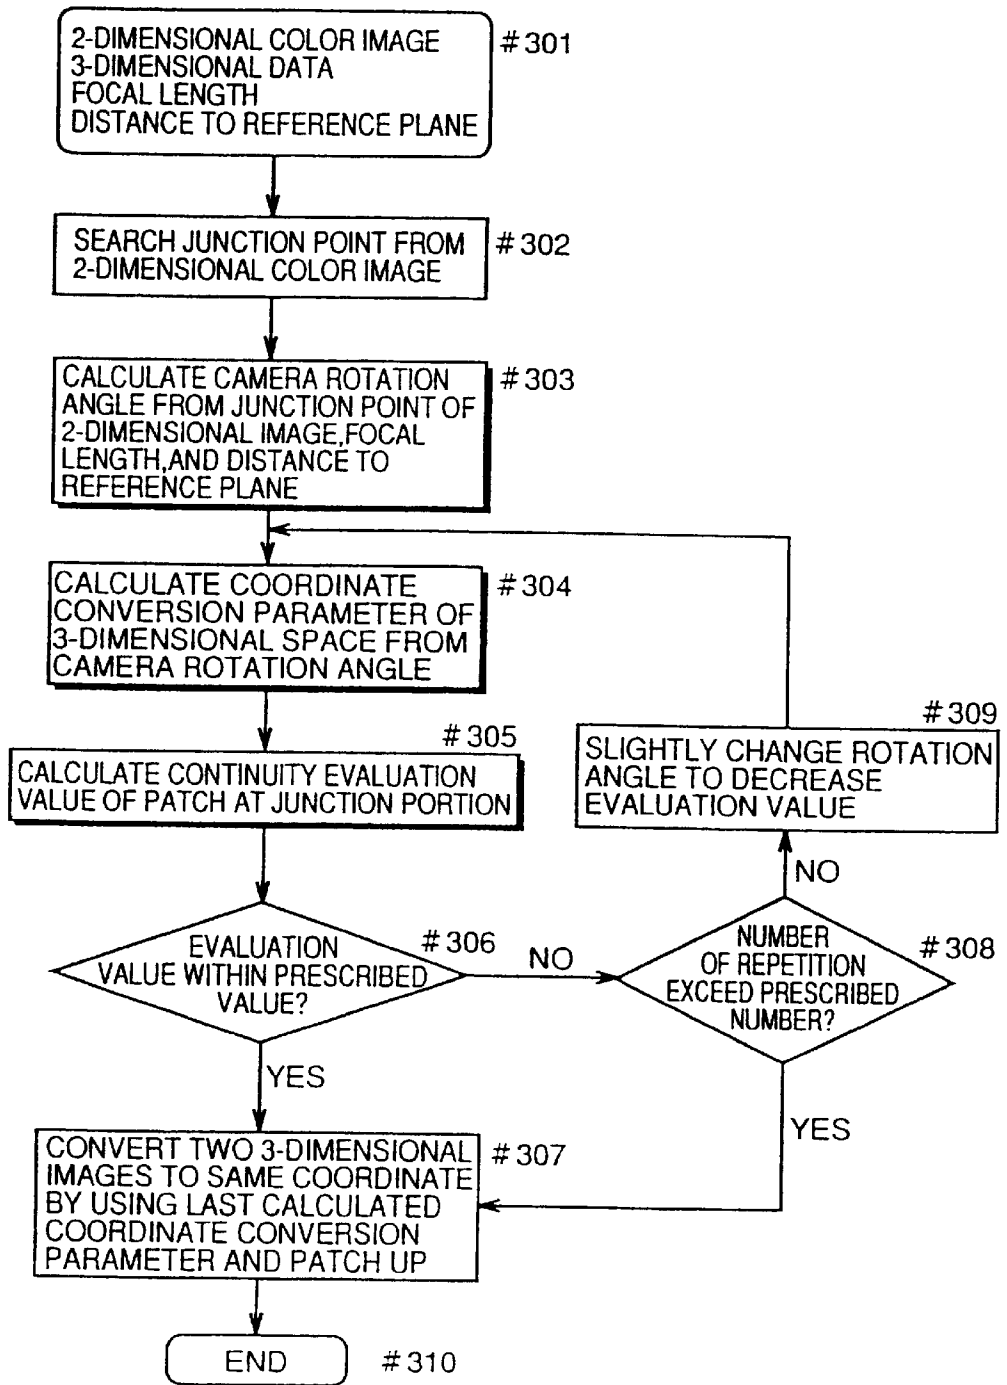 2-DIMENSIONAL COLOR IMAGE
3-DIMENSIONAL DATA
FOCAL LENGTH
DISTANCE TO REFERENCE PLANE
#301
SEARCH JUNCTION POINT FROM
2-DIMENSIONAL COLOR IMAGE
#302
CALCULATE CAMERA ROTATION
ANGLE FROM JUNCTION POINT OF
2-DIMENSIONAL IMAGE,FOCAL
LENGTH,AND DISTANCE TO
REFERENCE PLANE
#303
CALCULATE COORDINATE
CONVERSION PARAMETER OF
3-DIMENSIONAL SPACE FROM
CAMERA ROTATION ANGLE
#304
#305
CALCULATE CONTINUITY EVALUATION
VALUE OF PATCH AT JUNCTION PORTION
#309
SLIGHTLY CHANGE ROTATION
ANGLE TO DECREASE
EVALUATION VALUE
NO
EVALUATION
VALUE WITHIN PRESCRIBED
VALUE?
#306
NO
NUMBER
OF REPETITION
EXCEED PRESCRIBED
NUMBER?
#308
YES
YES
CONVERT TWO 3-DIMENSIONAL
IMAGES TO SAME COORDINATE
BY USING LAST CALCULATED
COORDINATE CONVERSION
PARAMETER AND PATCH UP
#307
END
#310